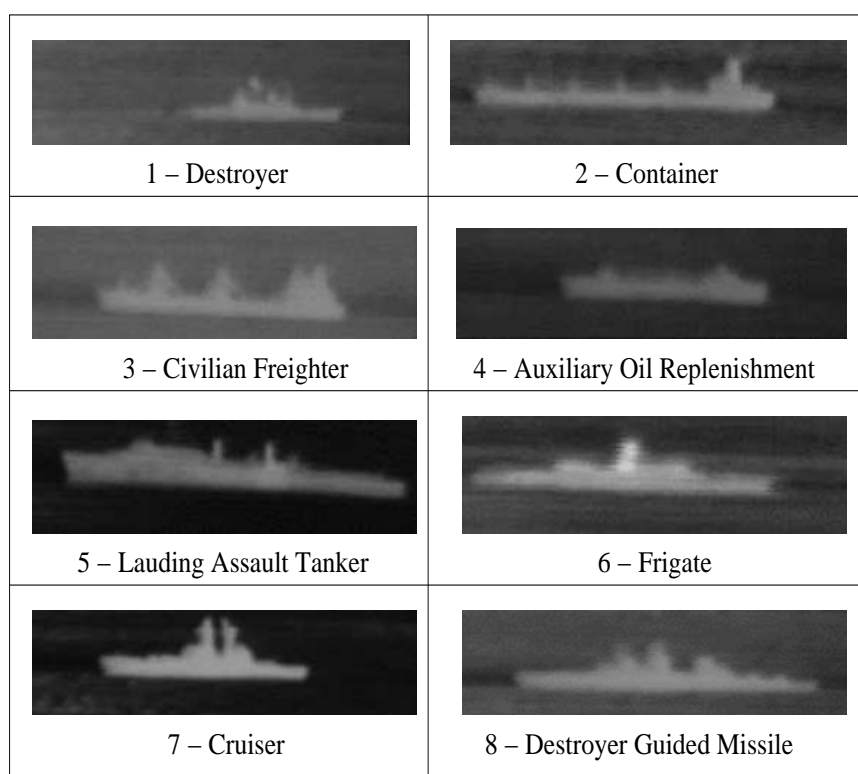 1 – Destroyer
2 – Container
3 – Civilian Freighter
4 – Auxiliary Oil Replenishment
5 – Lauding Assault Tanker
6 – Frigate
7 – Cruiser
8 – Destroyer Guided Missile